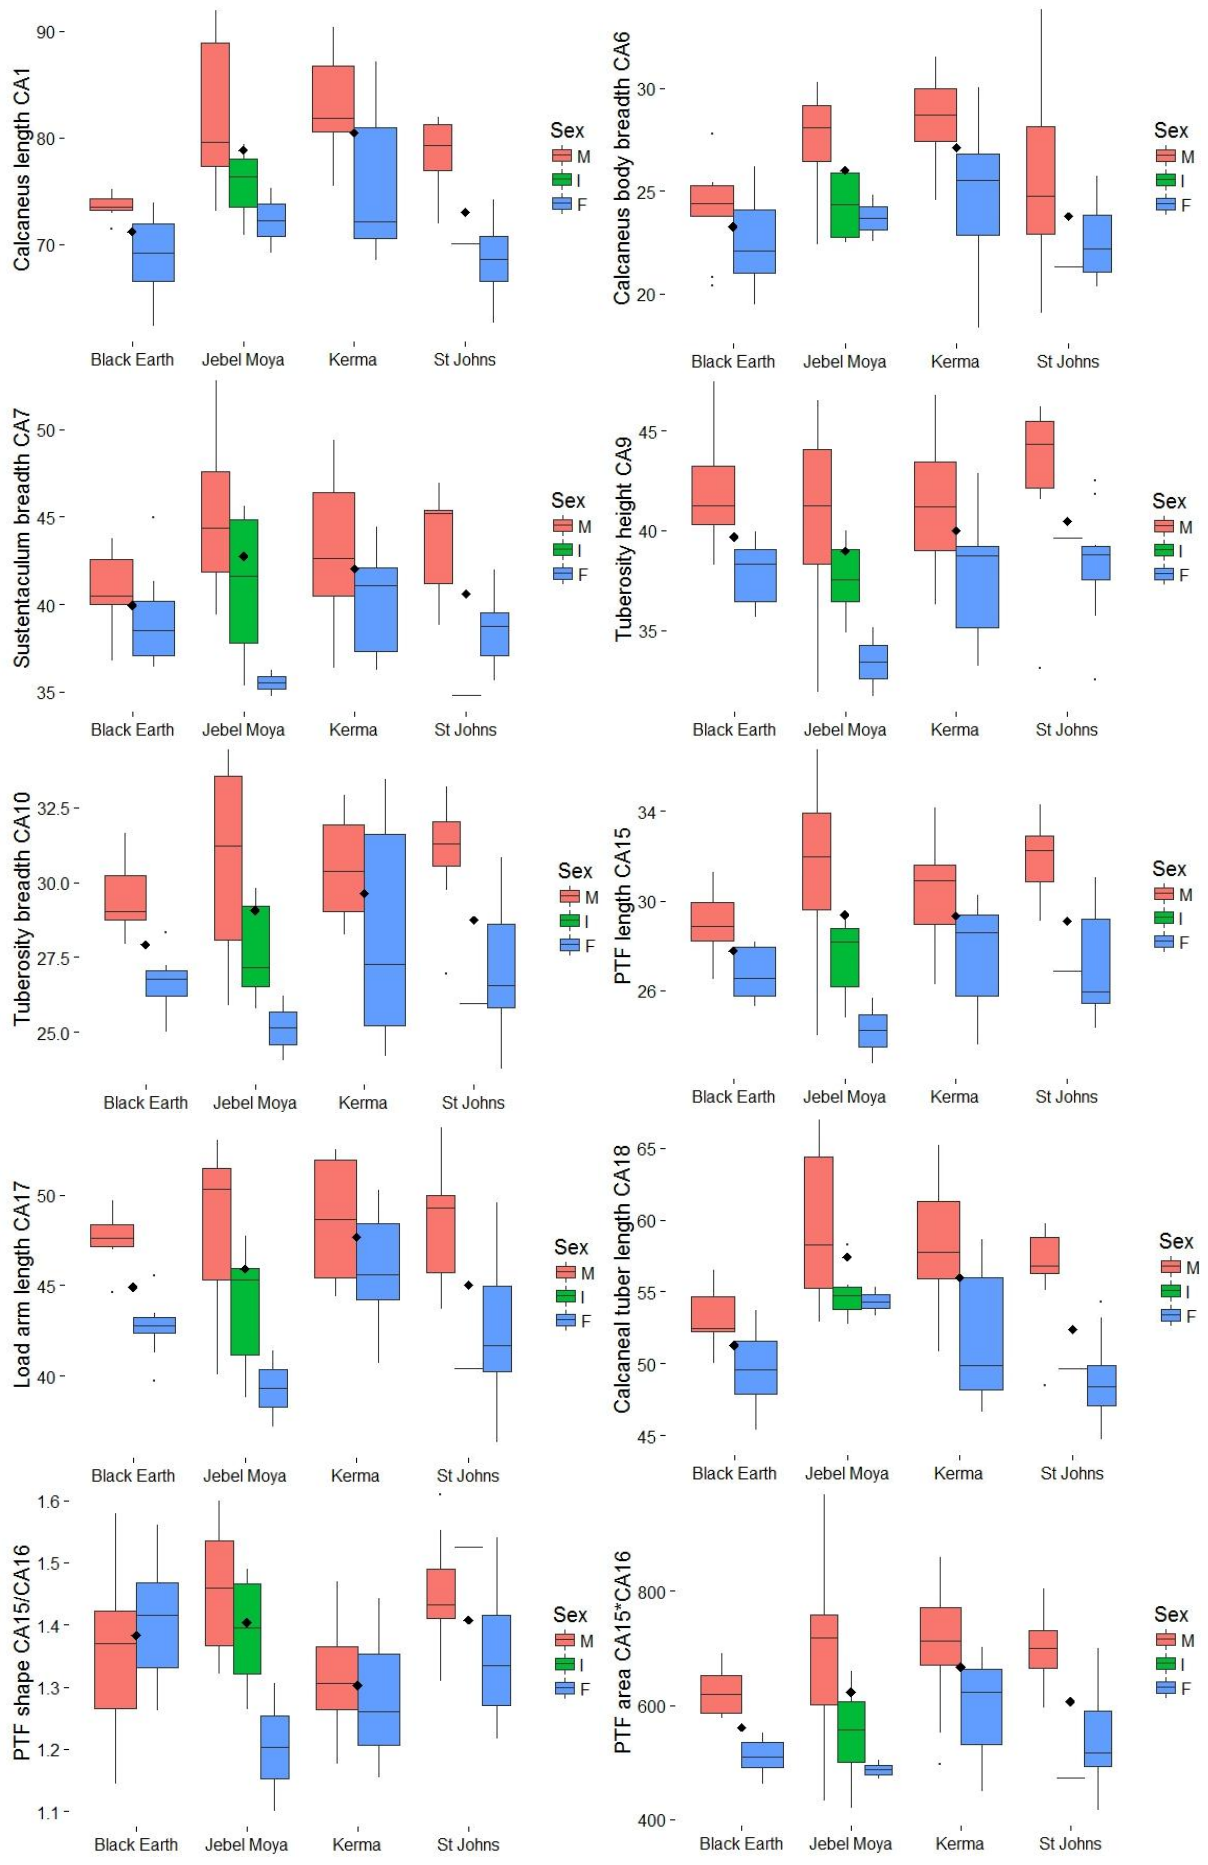 Calcaneus length CA1
90
80
70
Black Earth Jebel Moya Kerma St Johns
Sex
M
I
F
Calcaneus body breadth CA6
30
25
20
Black Earth Jebel Moya Kerma St Johns
Sex
M
I
F
Sustentaculum breadth CA7
50
45
40
35
Black Earth Jebel Moya Kerma St Johns
Sex
M
I
F
Tuberosity height CA9
45
40
35
Black Earth Jebel Moya Kerma St Johns
Sex
M
I
F
Tuberosity breadth CA10
32.5
30.0
27.5
25.0
Black Earth Jebel Moya Kerma St Johns
Sex
M
I
F
PTF length CA15
34
30
26
Black Earth Jebel Moya Kerma St Johns
Sex
M
I
F
Load arm length CA17
50
45
40
Black Earth Jebel Moya Kerma St Johns
Sex
M
I
F
Calcaneal tuber length CA18
65
60
55
50
45
Black Earth Jebel Moya Kerma St Johns
Sex
M
I
F
PTF shape CA15/CA16
1.6
1.5
1.4
1.3
1.2
1.1
Black Earth Jebel Moya Kerma St Johns
Sex
M
I
F
PTF area CA15*CA16
800
600
400
Black Earth Jebel Moya Kerma St Johns
Sex
M
I
F